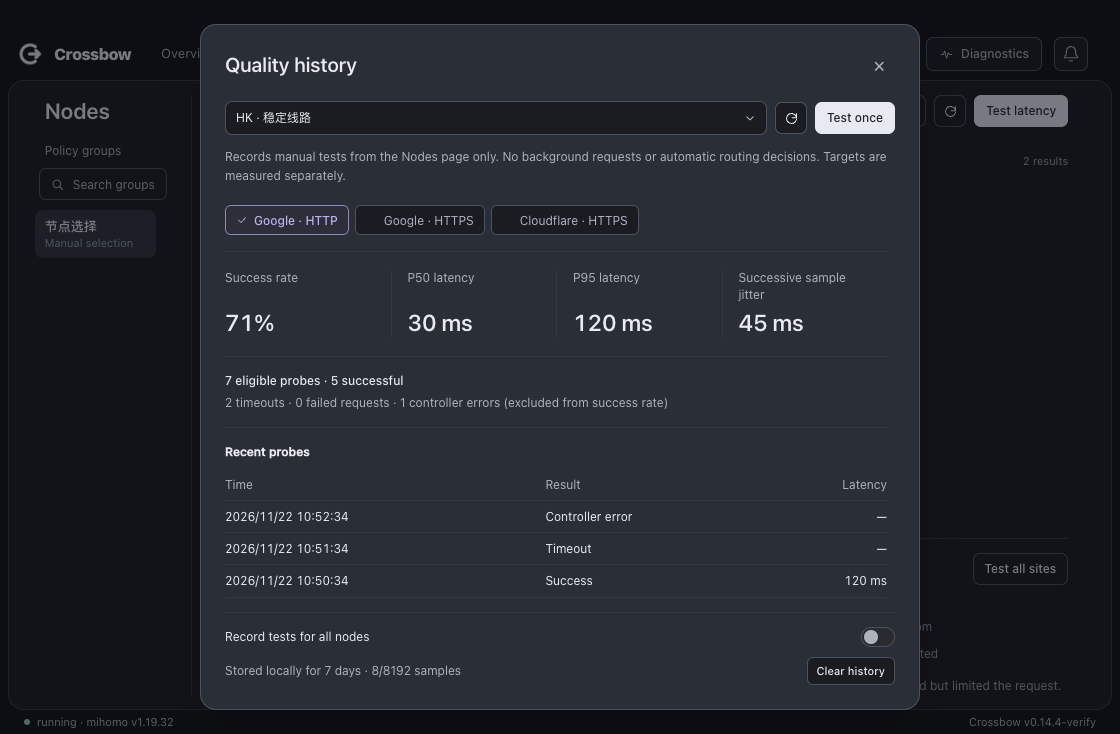 Crossbow
Overvi
Diagnostics
Nodes
Test latency
Policy groups
2 results
Search groups
节点选择
Manual selection
Quality history
HK · 稳定线路
Test once
Records manual tests from the Nodes page only. No background requests or automatic routing decisions. Targets are
measured separately.
Google · HTTP
Google · HTTPS
Cloudflare · HTTPS
Success rate
P50 latency
P95 latency
Successive sample
jitter
71%
30 ms
120 ms
45 ms
7 eligible probes · 5 successful
2 timeouts · 0 failed requests · 1 controller errors (excluded from success rate)
Recent probes
Time Result Latency
2026/11/22 10:52:34 Controller error —
2026/11/22 10:51:34 Timeout —
2026/11/22 10:50:34 Success 120 ms
Record tests for all nodes
Stored locally for 7 days · 8/8192 samples
Clear history
Test all sites
om
ted
d but limited the request.
running · mihomo v1.19.32
Crossbow v0.14.4-verify